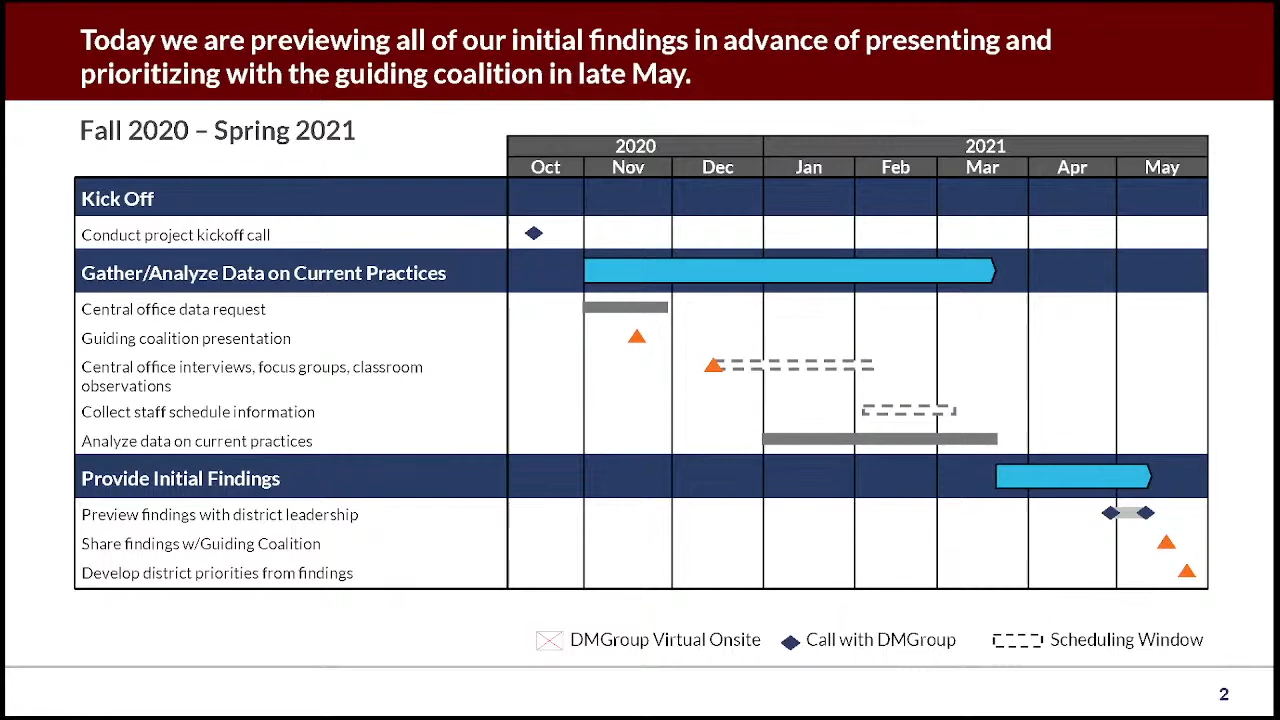 Today we are previewing all of our initial findings in advance of presenting and
prioritizing with the guiding coalition in late May.
Fall 2020 – Spring 2021
2020 2021
Oct Nov Dec Jan Feb Mar Apr May
Kick Off
Conduct project kickoff call
Gather/Analyze Data on Current Practices
Central office data request
Guiding coalition presentation
Central office interviews, focus groups, classroom
observations
Collect staff schedule information
Analyze data on current practices
Provide Initial Findings
Preview findings with district leadership
Share findings w/Guiding Coalition
Develop district priorities from findings
DMGroup Virtual Onsite Call with DMGroup Scheduling Window
2